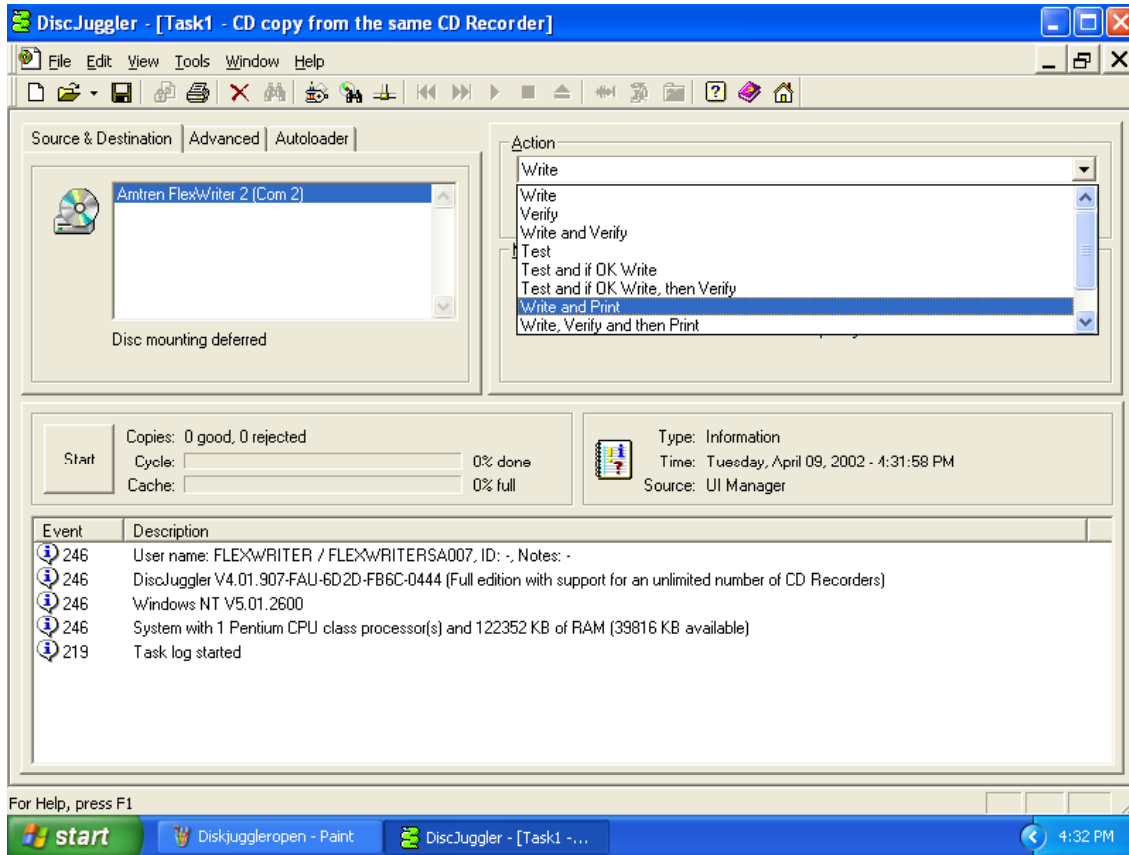 DiscJuggler - [Task1 - CD copy from the same CD Recorder]
File Edit View Tools Window Help
Source & Destination Advanced Autoloader
Amtren FlexWriter 2 (Com 2)
Disc mounting deferred
Action
Write
Write
Verify
Write and Verify
Test
Test and if OK Write
Test and if OK Write, then Verify
Write and Print
Write, Verify and then Print
Start
Copies: 0 good, 0 rejected
Cycle: 0% done
Cache: 0% full
Type: Information
Time: Tuesday, April 09, 2002 - 4:31:58 PM
Source: UI Manager
Event Description
246 User name: FLEXWRITER / FLEXWRITERSA007, ID: -, Notes: -
246 DiscJuggler V4.01.907-FAU-6D2D-FB6C-0444 (Full edition with support for an unlimited number of CD Recorders)
246 Windows NT V5.01.2600
246 System with 1 Pentium CPU class processor(s) and 122352 KB of RAM (39816 KB available)
219 Task log started
For Help, press F1
start Diskjuggleropen - Paint DiscJuggler - [Task1 -... 4:32 PM